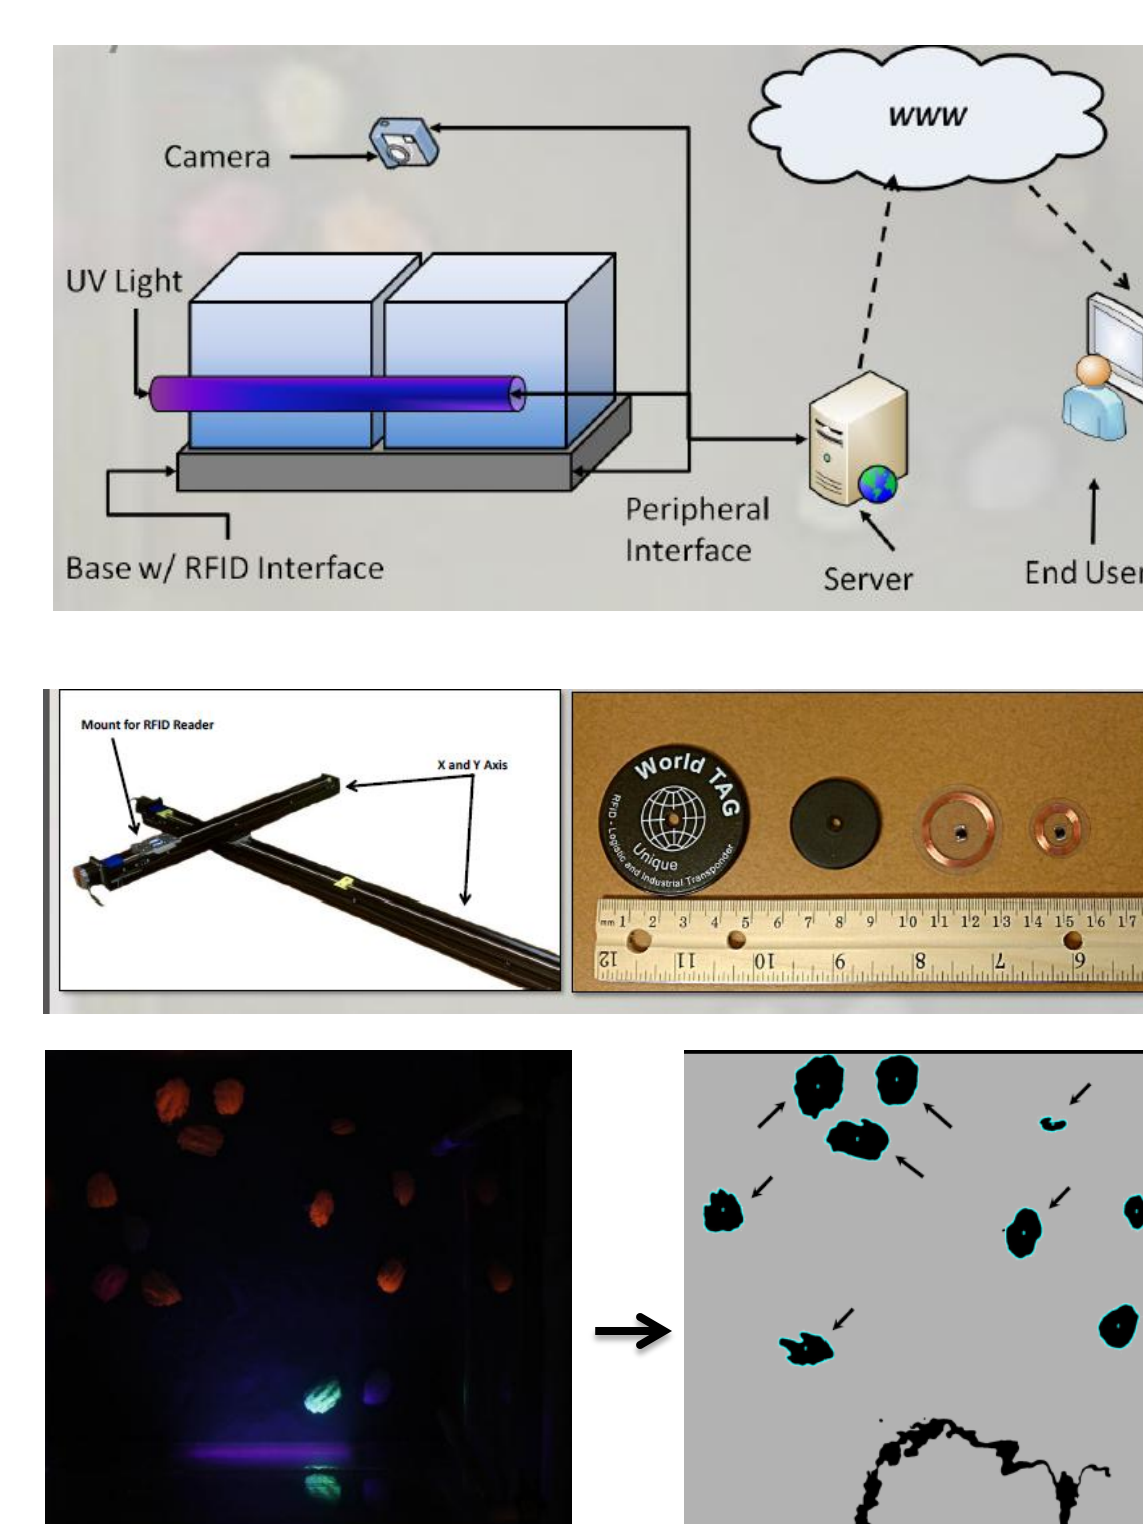 WWW
Camera
UV Light
Peripheral
Interface
Base w/ RFID Interface
Server
End User
Mount for RFID Reader
X and Y Axis
World TAG
Unique
RFID - Logistic and Industrial Transponder
mm 1 2 3 4 5 6 7 8 9 10 11 12 13 14 15 16 17
12 11 10 9 8 7 6